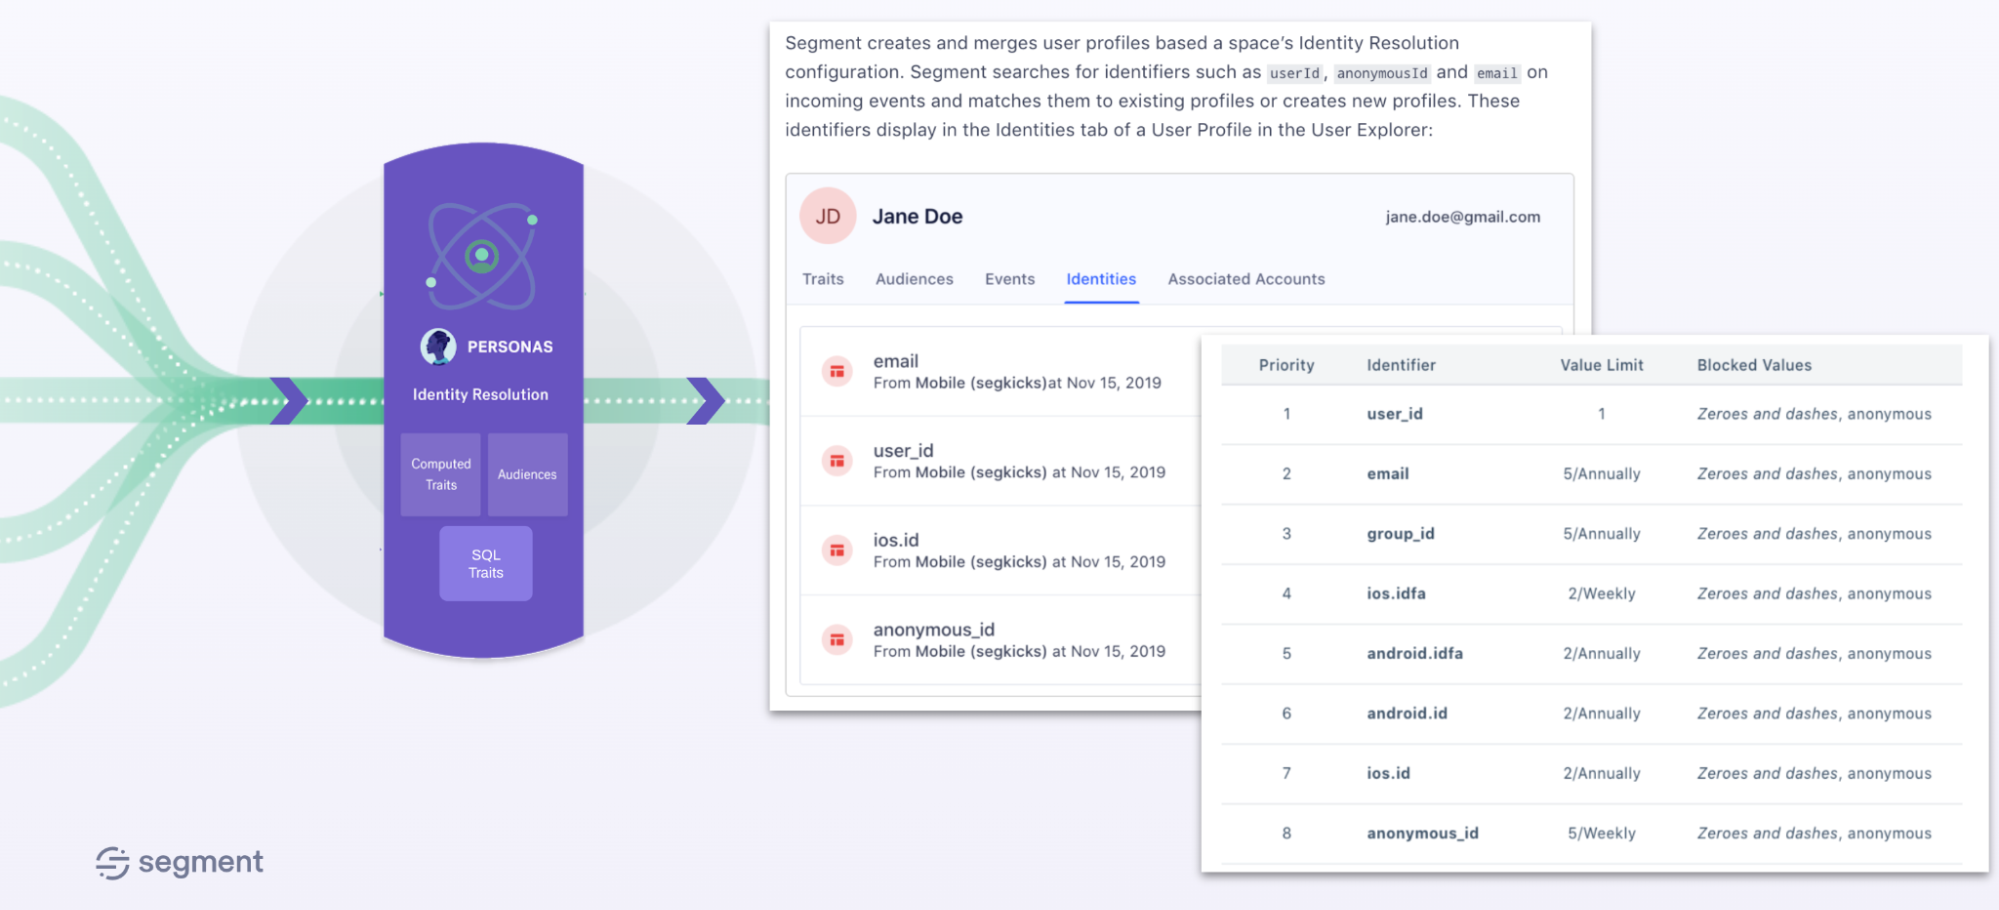 Segment creates and merges user profiles based a space's Identity Resolution
configuration. Segment searches for identifiers such as userId, anonymousId and email on
incoming events and matches them to existing profiles or creates new profiles. These
identifiers display in the Identities tab of a User Profile in the User Explorer:
JD Jane Doe jane.doe@gmail.com
Traits Audiences Events Identities Associated Accounts
email
From Mobile (segkicks)at Nov 15, 2019
user_id
From Mobile (segkicks) at Nov 15, 2019
ios.id
From Mobile (segkicks) at Nov 15, 2019
anonymous_id
From Mobile (segkicks) at Nov 15, 2019
PERSONAS
Identity Resolution
Computed
Traits
Audiences
SQL
Traits
Priority Identifier Value Limit Blocked Values
1 user_id 1 Zeroes and dashes, anonymous
2 email 5/Annually Zeroes and dashes, anonymous
3 group_id 5/Annually Zeroes and dashes, anonymous
4 ios.idfa 2/Weekly Zeroes and dashes, anonymous
5 android.idfa 2/Annually Zeroes and dashes, anonymous
6 android.id 2/Annually Zeroes and dashes, anonymous
7 ios.id 2/Annually Zeroes and dashes, anonymous
8 anonymous_id 5/Weekly Zeroes and dashes, anonymous
segment